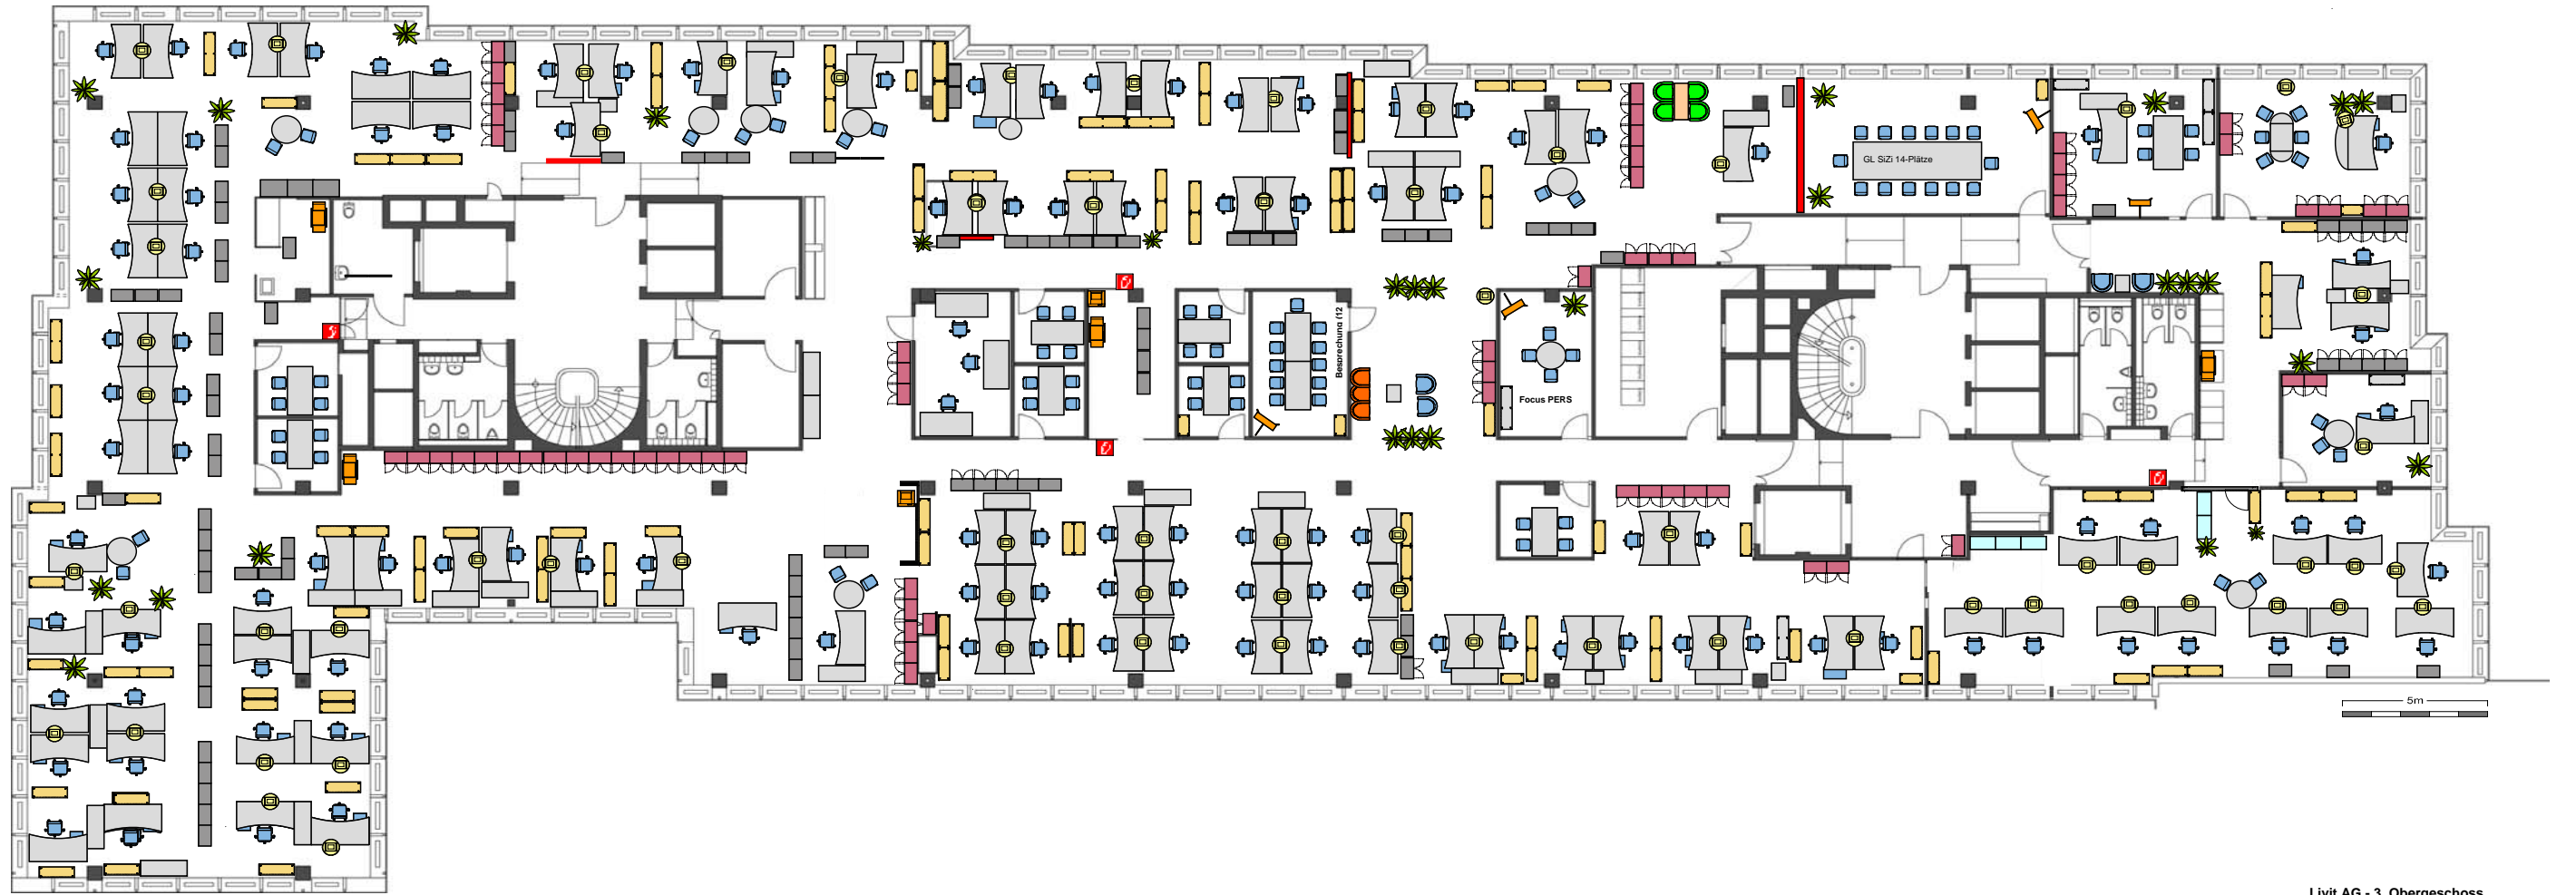 GL SiZi 14-Plätze
Besprechung (12
Focus PERS
5m
Livit AG - 3. Obergeschoss